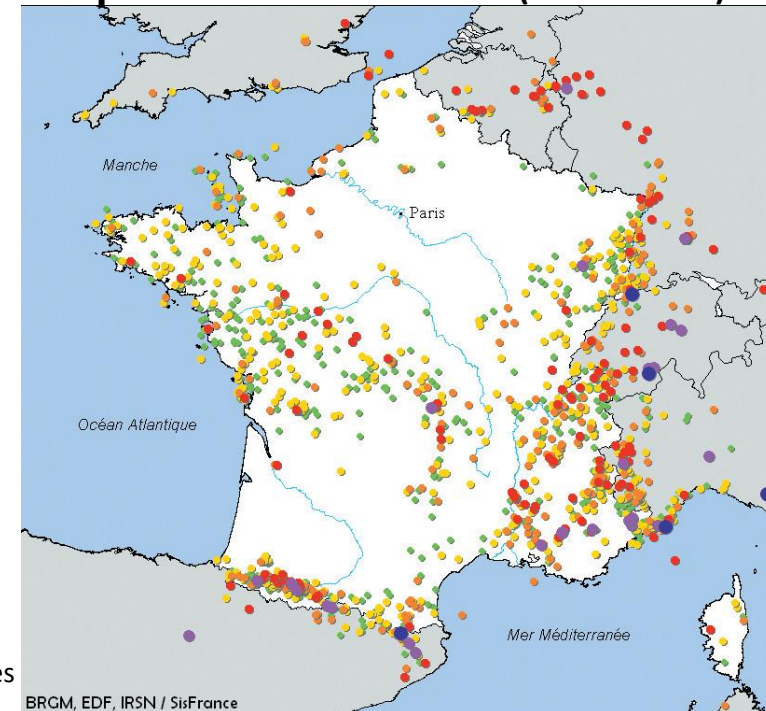 Manche
Paris
Océan Atlantique
Mer Méditerranée
BRGM, EDF, IRSN / SisFrance